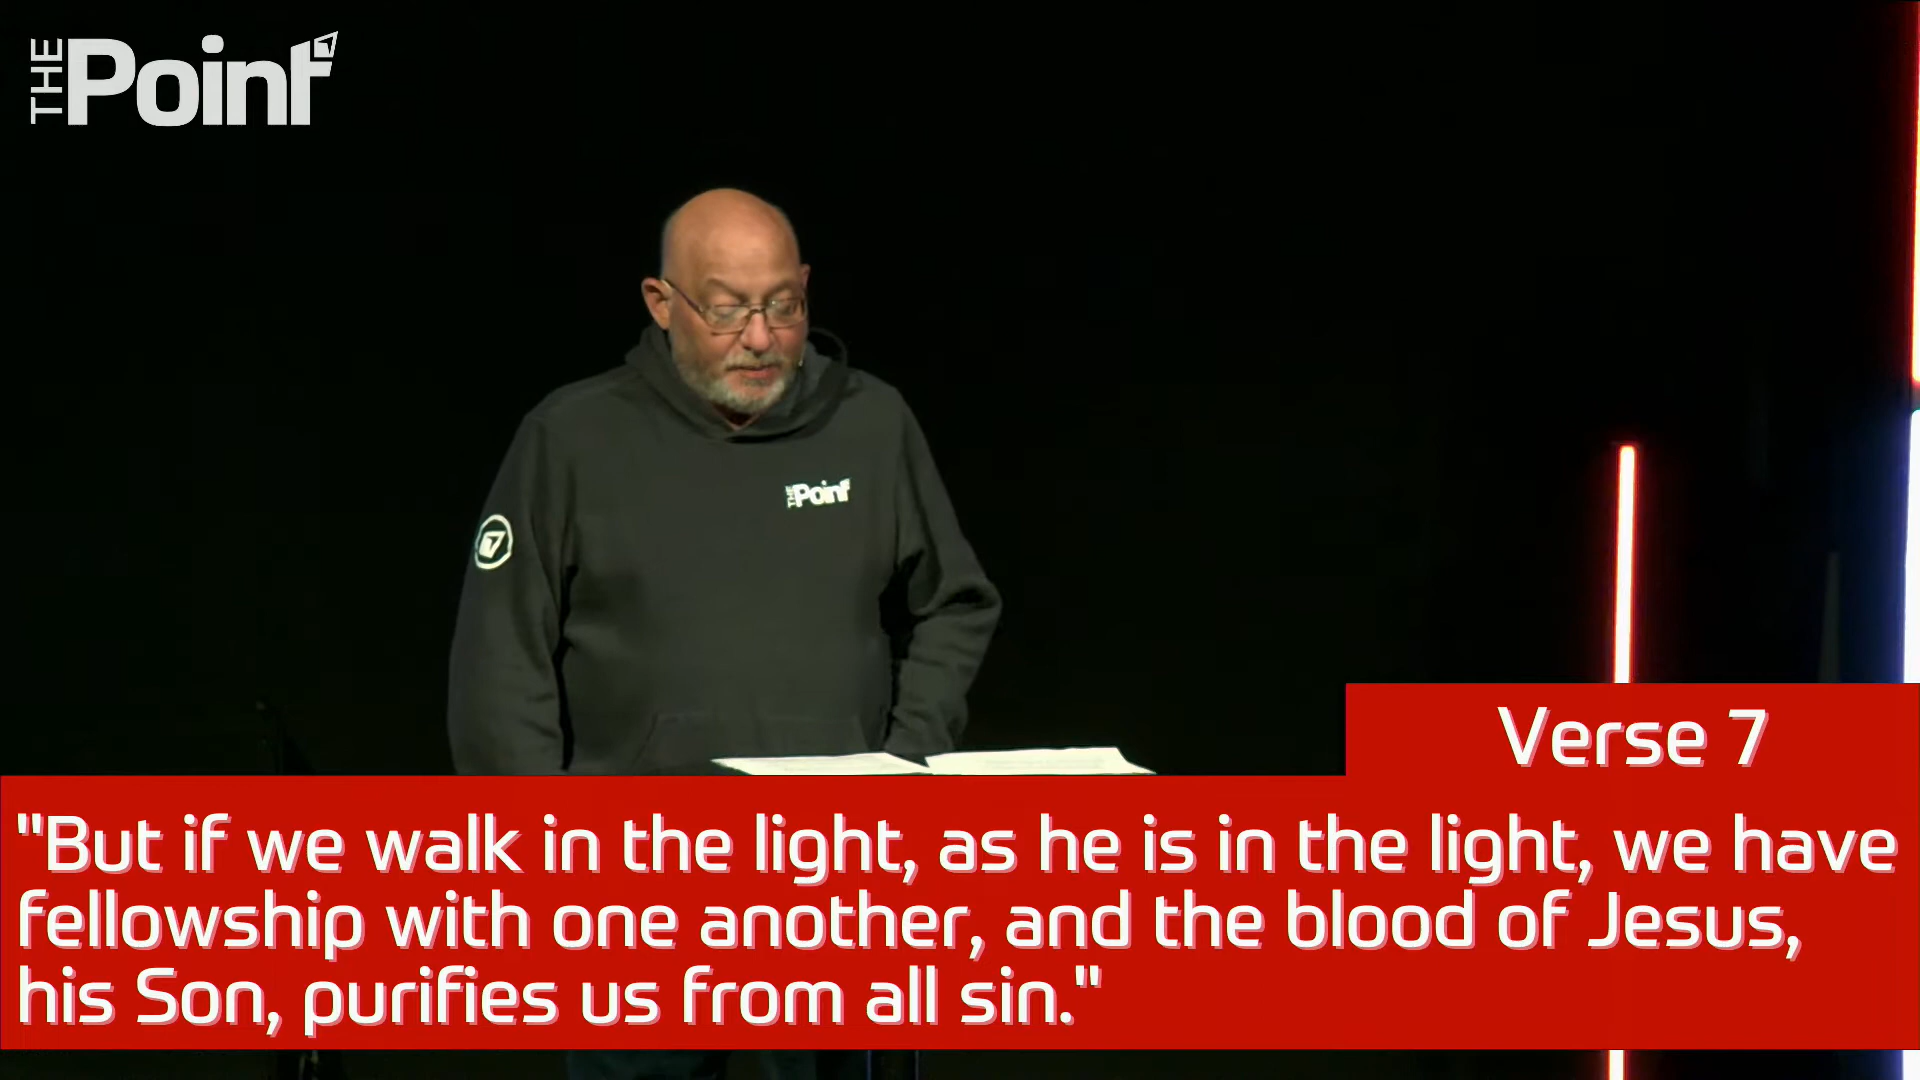 THE Point
THE Point
Verse 7
"But if we walk in the light, as he is in the light, we have
fellowship with one another, and the blood of Jesus,
his Son, purifies us from all sin."